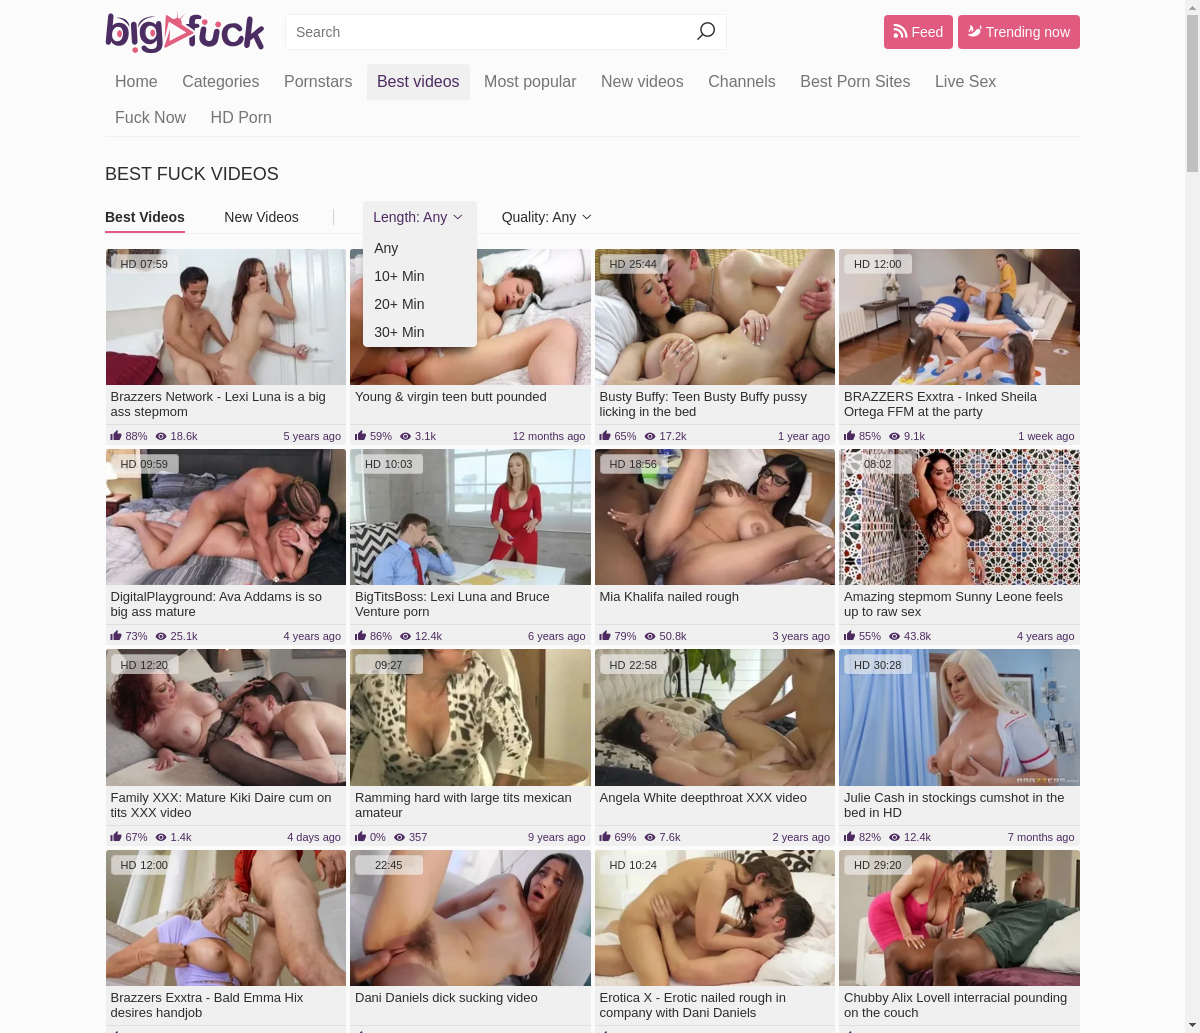 bigfuck
Search
Feed
Trending now
Home Categories Pornstars Best videos Most popular New videos Channels Best Porn Sites Live Sex
Fuck Now HD Porn
BEST FUCK VIDEOS
Best Videos New Videos Length: Any Quality: Any
Any
10+ Min
20+ Min
30+ Min
HD 07:59
HD 25:44
HD 12:00
Brazzers Network - Lexi Luna is a big
ass stepmom
88% 18.6k 5 years ago
Young & virgin teen butt pounded
59% 3.1k 12 months ago
Busty Buffy: Teen Busty Buffy pussy
licking in the bed
65% 17.2k 1 year ago
BRAZZERS Exxtra - Inked Sheila
Ortega FFM at the party
85% 9.1k 1 week ago
HD 09:59
HD 10:03
HD 18:56
08:02
DigitalPlayground: Ava Addams is so
big ass mature
73% 25.1k 4 years ago
BigTitsBoss: Lexi Luna and Bruce
Venture porn
86% 12.4k 6 years ago
Mia Khalifa nailed rough
79% 50.8k 3 years ago
Amazing stepmom Sunny Leone feels
up to raw sex
55% 43.8k 4 years ago
HD 12:20
09:27
HD 22:58
HD 30:28
BRAZZERS
Family XXX: Mature Kiki Daire cum on
tits XXX video
67% 1.4k 4 days ago
Ramming hard with large tits mexican
amateur
0% 357 9 years ago
Angela White deepthroat XXX video
69% 7.6k 2 years ago
Julie Cash in stockings cumshot in the
bed in HD
82% 12.4k 7 months ago
HD 12:00
22:45
HD 10:24
HD 29:20
Brazzers Exxtra - Bald Emma Hix
desires handjob
Dani Daniels dick sucking video
Erotica X - Erotic nailed rough in
company with Dani Daniels
Chubby Alix Lovell interracial pounding
on the couch